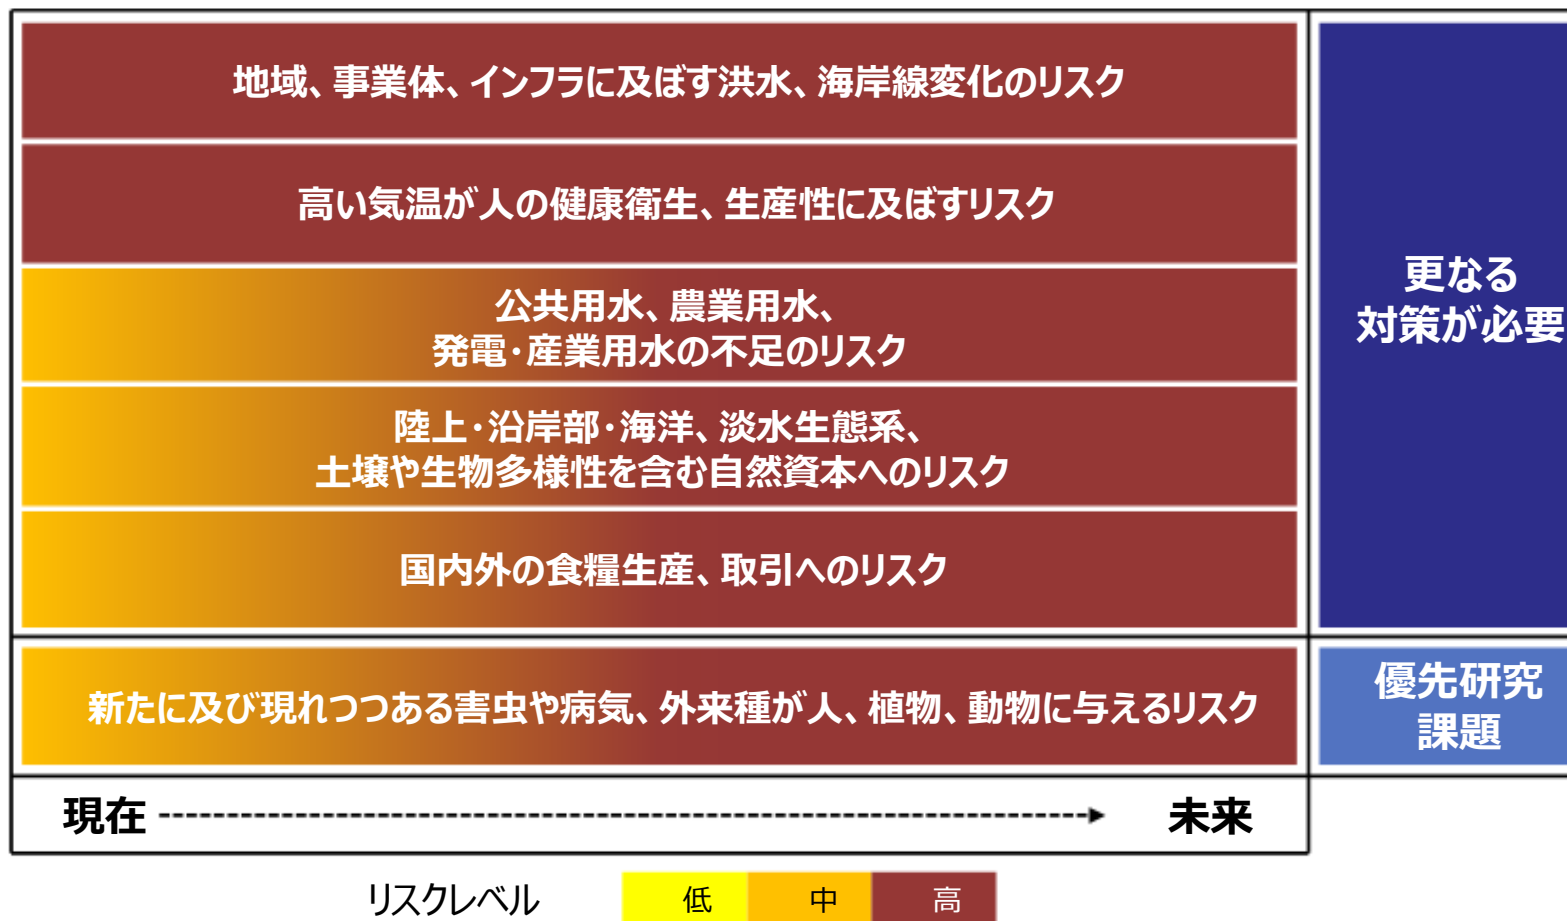 地域、事業体、インフラに及ぼす洪水、海岸線変化のリスク
高い気温が人の健康衛生、生産性に及ぼすリスク
公共用水、農業用水、
発電・産業用水の不足のリスク
陸上・沿岸部・海洋、淡水生態系、
土壌や生物多様性を含む自然資本へのリスク
国内外の食糧生産、取引へのリスク
更なる
対策が必要
新たに及び現れつつある害虫や病気、外来種が人、植物、動物に与えるリスク
優先研究
課題
現在 未来
リスクレベル 低 中 高